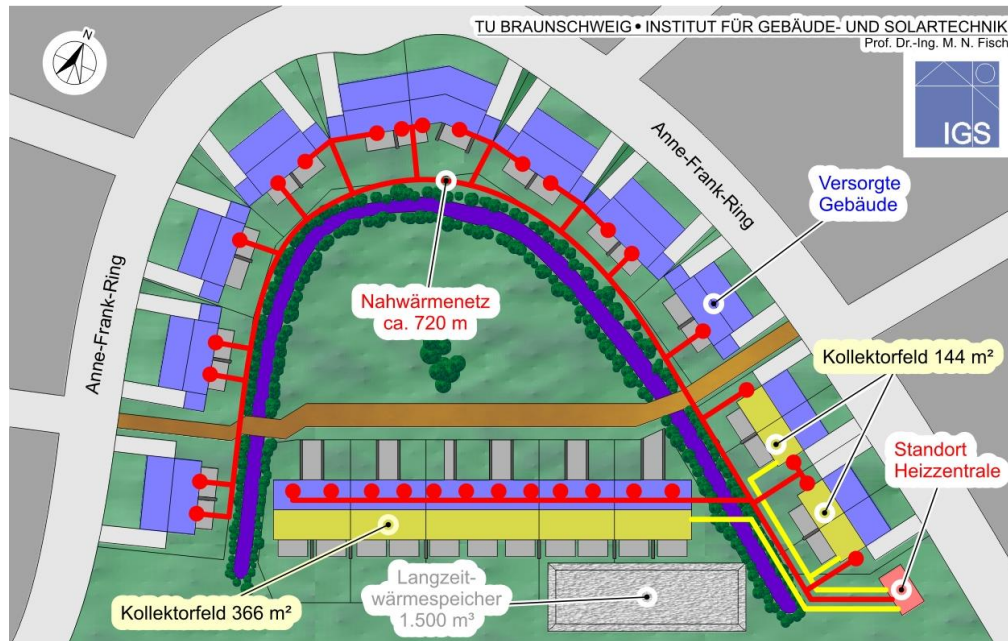 TU BRAUNSCHWEIG • INSTITUT FÜR GEBÄUDE- UND SOLARTECHNIK
Prof. Dr.-Ing. M. N. Fisch
IGS
N
Anne-Frank-Ring
Versorgte
Gebäude
Nahwärmenetz
ca. 720 m
Anne-Frank-Ring
Kollektorfeld 144 m²
Standort
Heizzentrale
Kollektorfeld 366 m²
Langzeit-
wärmespeicher
1.500 m³